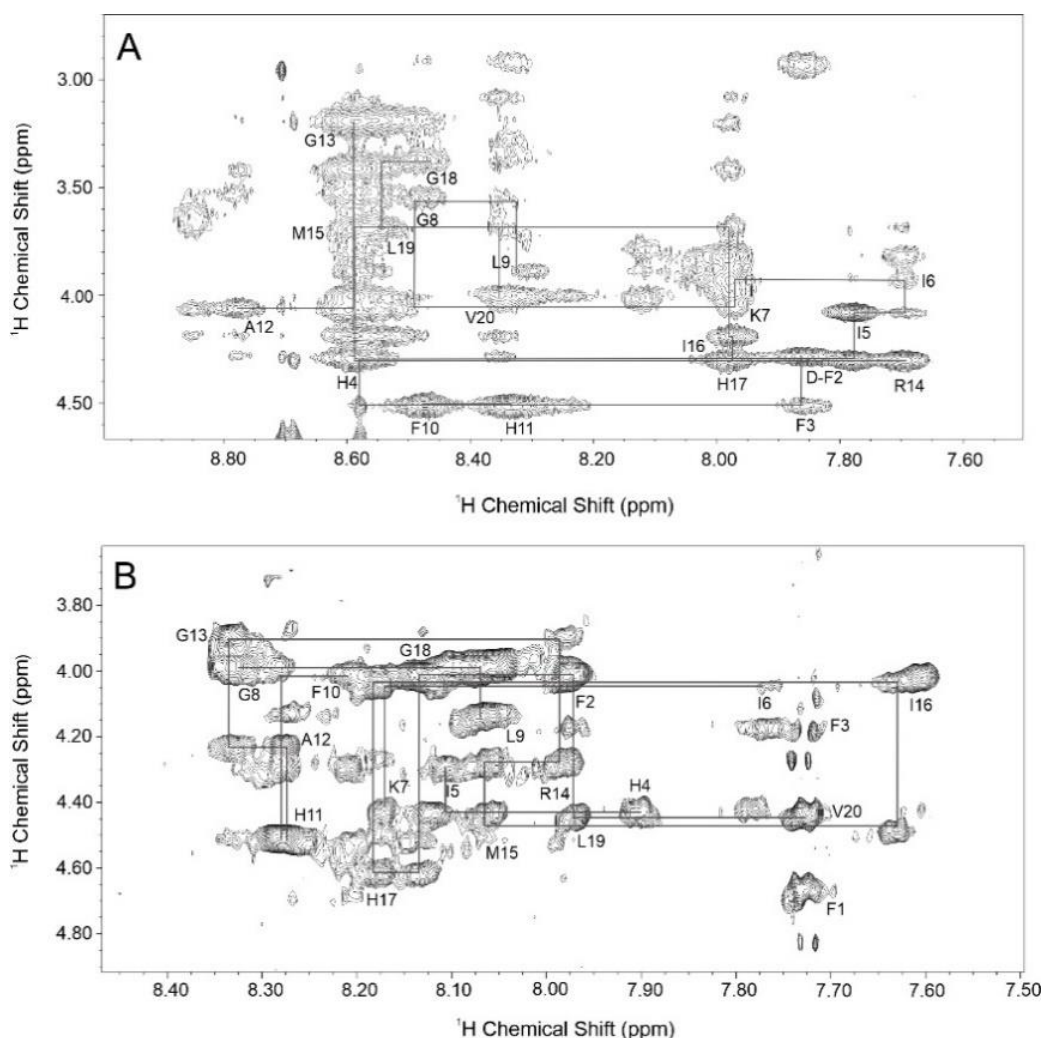 A
3.00
3.50
4.00
4.50
¹H Chemical Shift (ppm)
G13
G18
G8
M15
L19
L9
I6
K7
V20
A12
I5
I16
H4
H17
D-F2
R14
F10
H11
F3
8.80
8.60
8.40
8.20
8.00
7.80
7.60
¹H Chemical Shift (ppm)
B
3.80
4.00
4.20
4.40
4.60
4.80
¹H Chemical Shift (ppm)
G13
G18
G8
F10
F2
I6
I16
A12
L9
F3
K7
I5
R14
H4
H11
M15
L19
V20
H17
F1
8.40
8.30
8.20
8.10
8.00
7.90
7.80
7.70
7.60
7.50
¹H Chemical Shift (ppm)